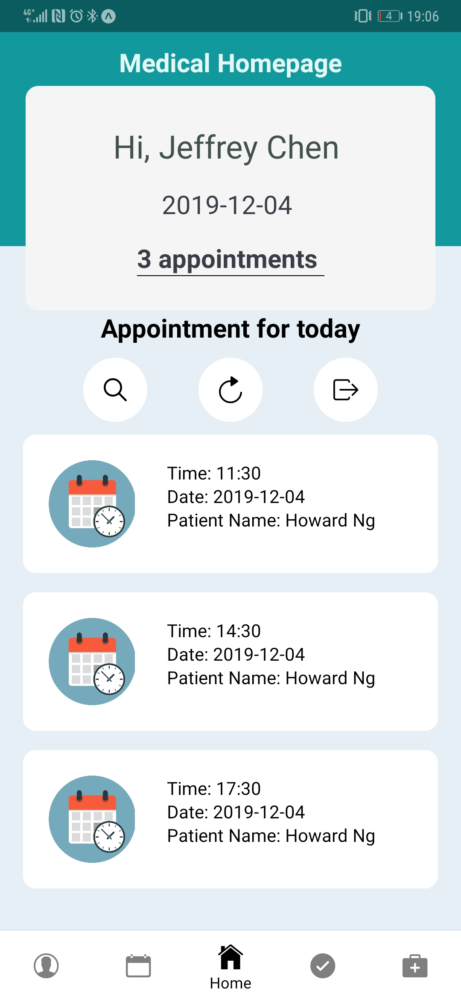 4G+
4
19:06
Medical Homepage
Hi, Jeffrey Chen
2019-12-04
3 appointments
Appointment for today
Time: 11:30
Date: 2019-12-04
Patient Name: Howard Ng
Time: 14:30
Date: 2019-12-04
Patient Name: Howard Ng
Time: 17:30
Date: 2019-12-04
Patient Name: Howard Ng
Home